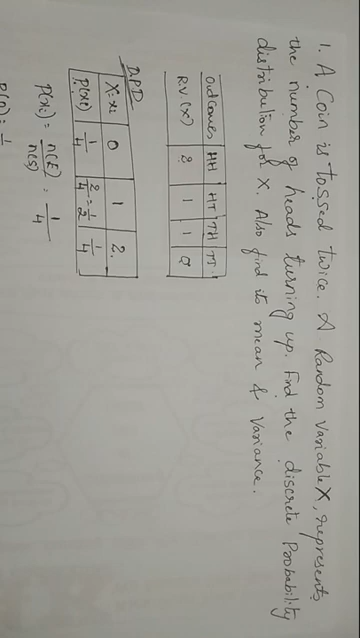 1. A Coin is tossed twice. A Random Variable X, represents
the number of heads turning up. Find the discrete Probability
distribution for X. Also find its mean & Variance.
Outcomes HH HT TH TT
R.V.(X) 2 1 1 0
D.P.D
X=xi 0 1 2.
P(xi) 1/4 2/4=1/2 1/4
P(xi) = n(E)/n(S) = 1/4
P(0) = 1